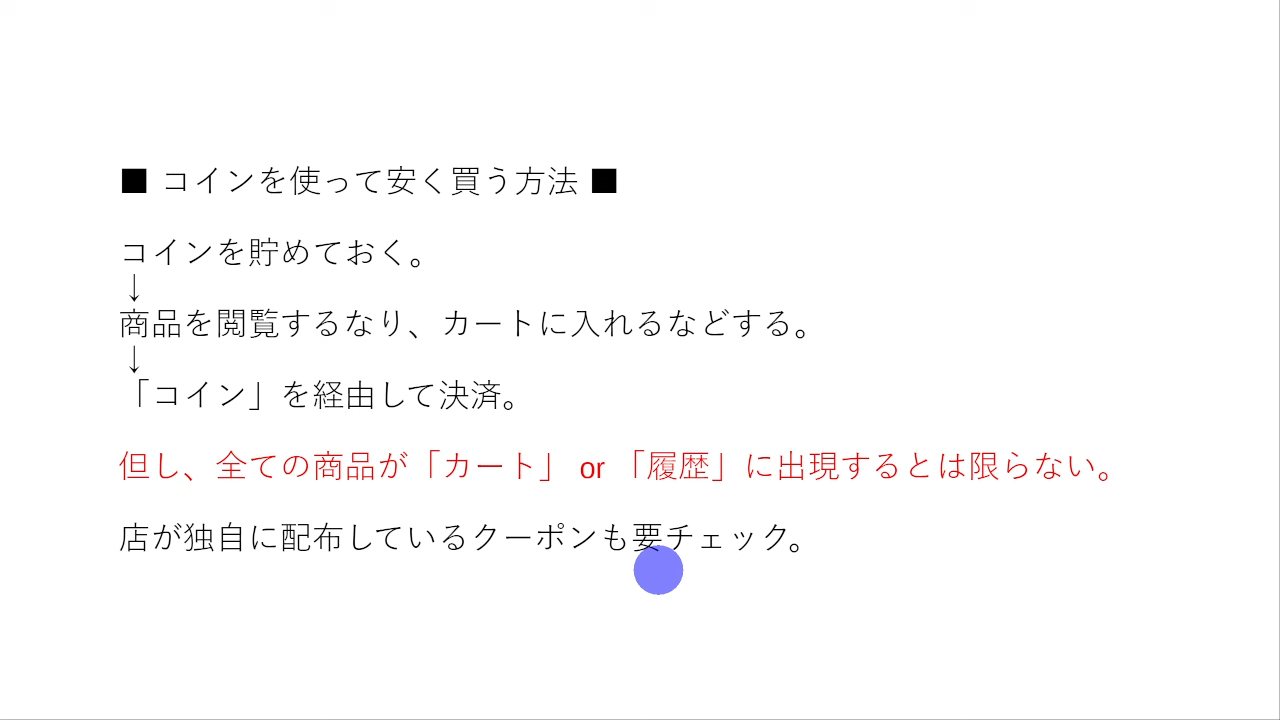 ■ コインを使って安く買う方法 ■
コインを貯めておく。
↓
商品を閲覧するなり、カートに入れるなどする。
↓
「コイン」を経由して決済。
但し、全ての商品が「カート」 or 「履歴」に出現するとは限らない。
店が独自に配布しているクーポンも要チェック。